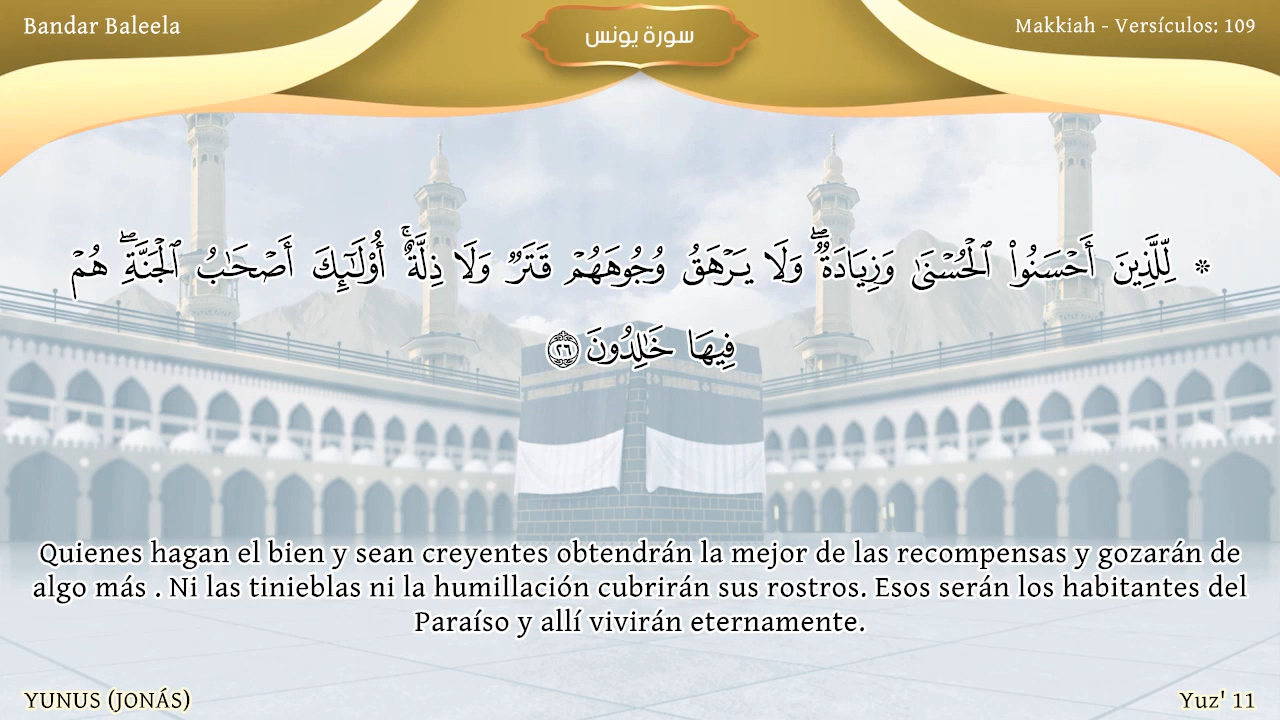 Bandar Baleela
سورة يونس
Makkiah - Versículos: 109
۞ لِّلَّذِينَ أَحْسَنُوا۟ ٱلْحُسْنَىٰ وَزِيَادَةٌ ۖ وَلَا يَرْهَقُ وُجُوهَهُمْ قَتَرٌ وَلَا ذِلَّةٌ ۚ أُو۟لَـٰٓئِكَ أَصْحَـٰبُ ٱلْجَنَّةِ ۖ هُمْ
فِيهَا خَـٰلِدُونَ ٢٦
Quienes hagan el bien y sean creyentes obtendrán la mejor de las recompensas y gozarán de
algo más . Ni las tinieblas ni la humillación cubrirán sus rostros. Esos serán los habitantes del
Paraíso y allí vivirán eternamente.
YUNUS (JONÁS)
Yuz' 11